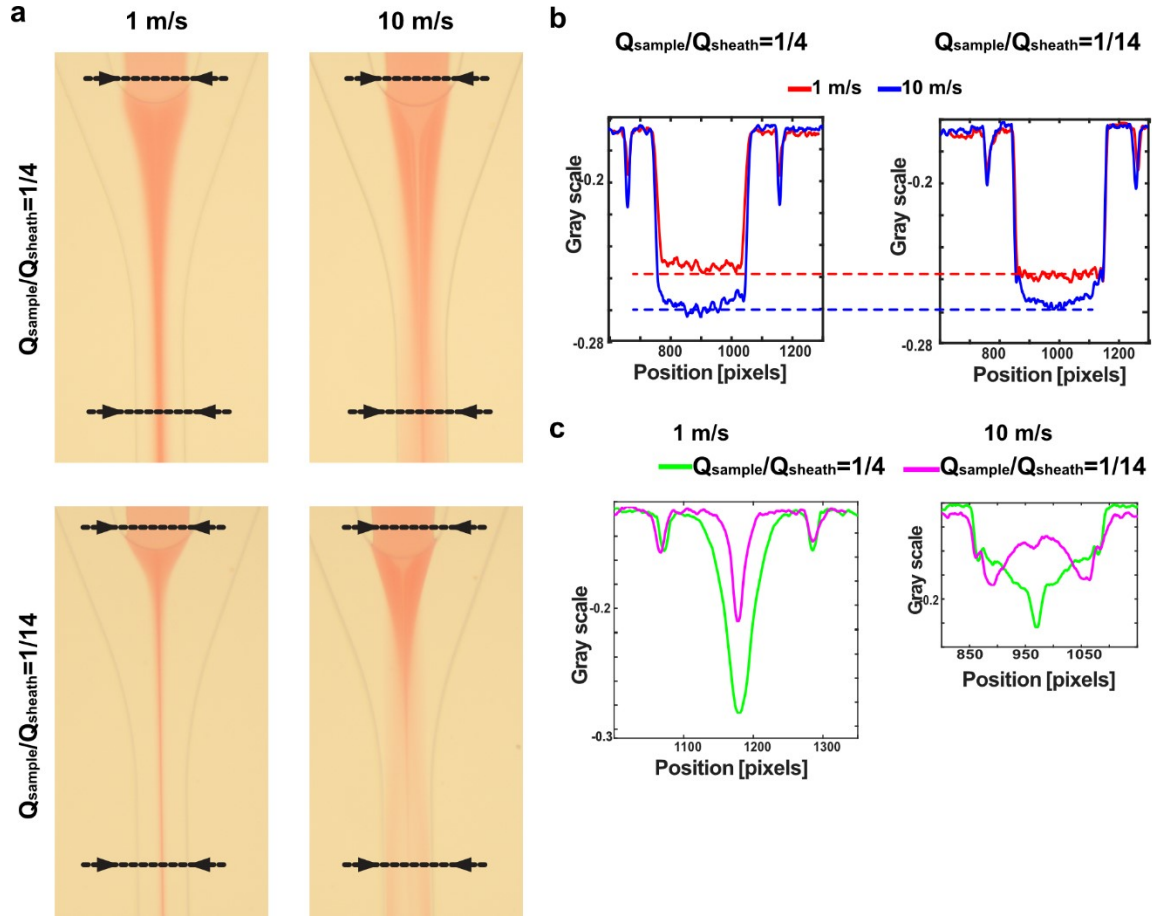 a
1 m/s
10 m/s
Qsample/Qsheath=1/4
Qsample/Qsheath=1/14
b
Qsample/Qsheath=1/4
Qsample/Qsheath=1/14
1 m/s
10 m/s
Gray scale
-0.2
-0.28
800
1000
1200
Position [pixels]
Gray scale
-0.2
-0.28
800
1000
1200
Position [pixels]
c
1 m/s
10 m/s
Qsample/Qsheath=1/4
Qsample/Qsheath=1/14
Gray scale
-0.2
-0.3
1100
1200
1300
Position [pixels]
Gray scale
-0.2
850
950
1050
Position [pixels]